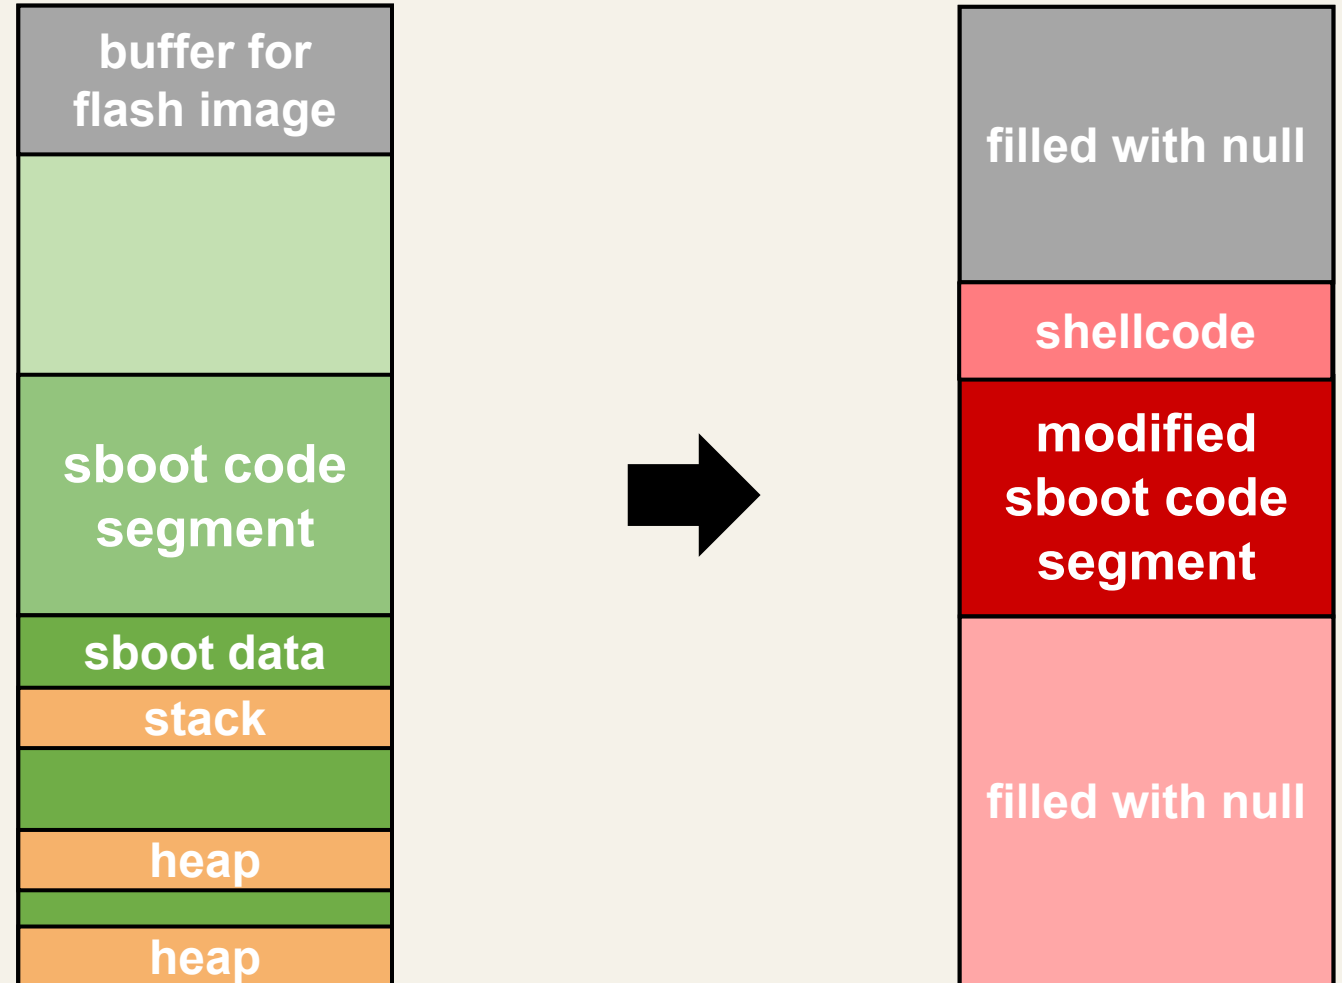 buffer for
flash image
sboot code
segment
sboot data
stack
heap
heap
filled with null
shellcode
modified
sboot code
segment
filled with null